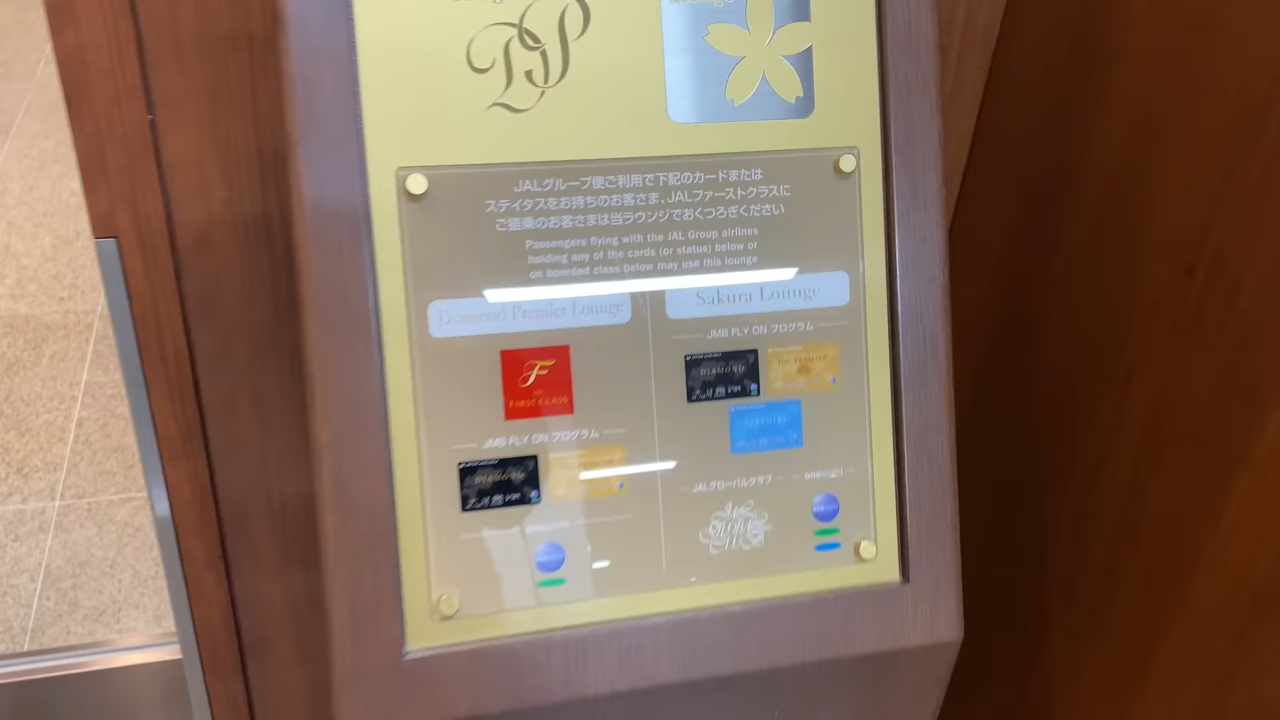 JALグループ便ご利用で下記のカードまたは
ステイタスをお持ちのお客さま、JALファーストクラスに
ご搭乗のお客さまは当ラウンジでおくつろぎください
Passengers flying with the JAL Group airlines
holding any of the cards (or status) below or
on boarded class below may use this lounge
Diamond Premier Lounge
Sakura Lounge
F
FIRST CLASS
JMB FLY ON プログラム
DIAMOND
JMB FLY ON プログラム
DIAMOND
JGC PREMIER
SAPPHIRE
JALグローバルクラブ
oneworld